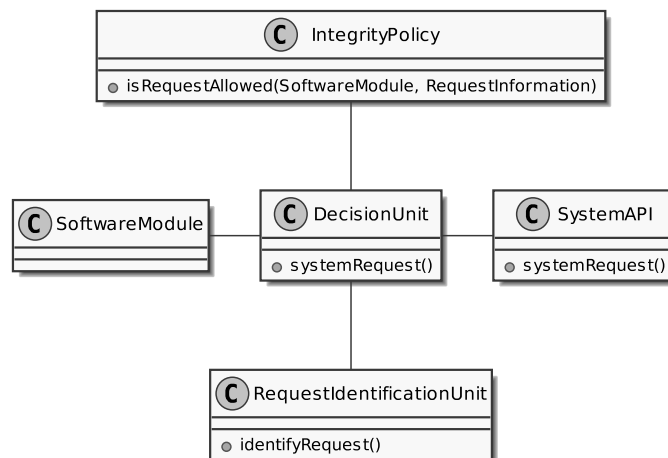 C IntegrityPolicy
isRequestAllowed(SoftwareModule, RequestInformation)
C SoftwareModule
C DecisionUnit
systemRequest()
C SystemAPI
systemRequest()
C RequestIdentificationUnit
identifyRequest()